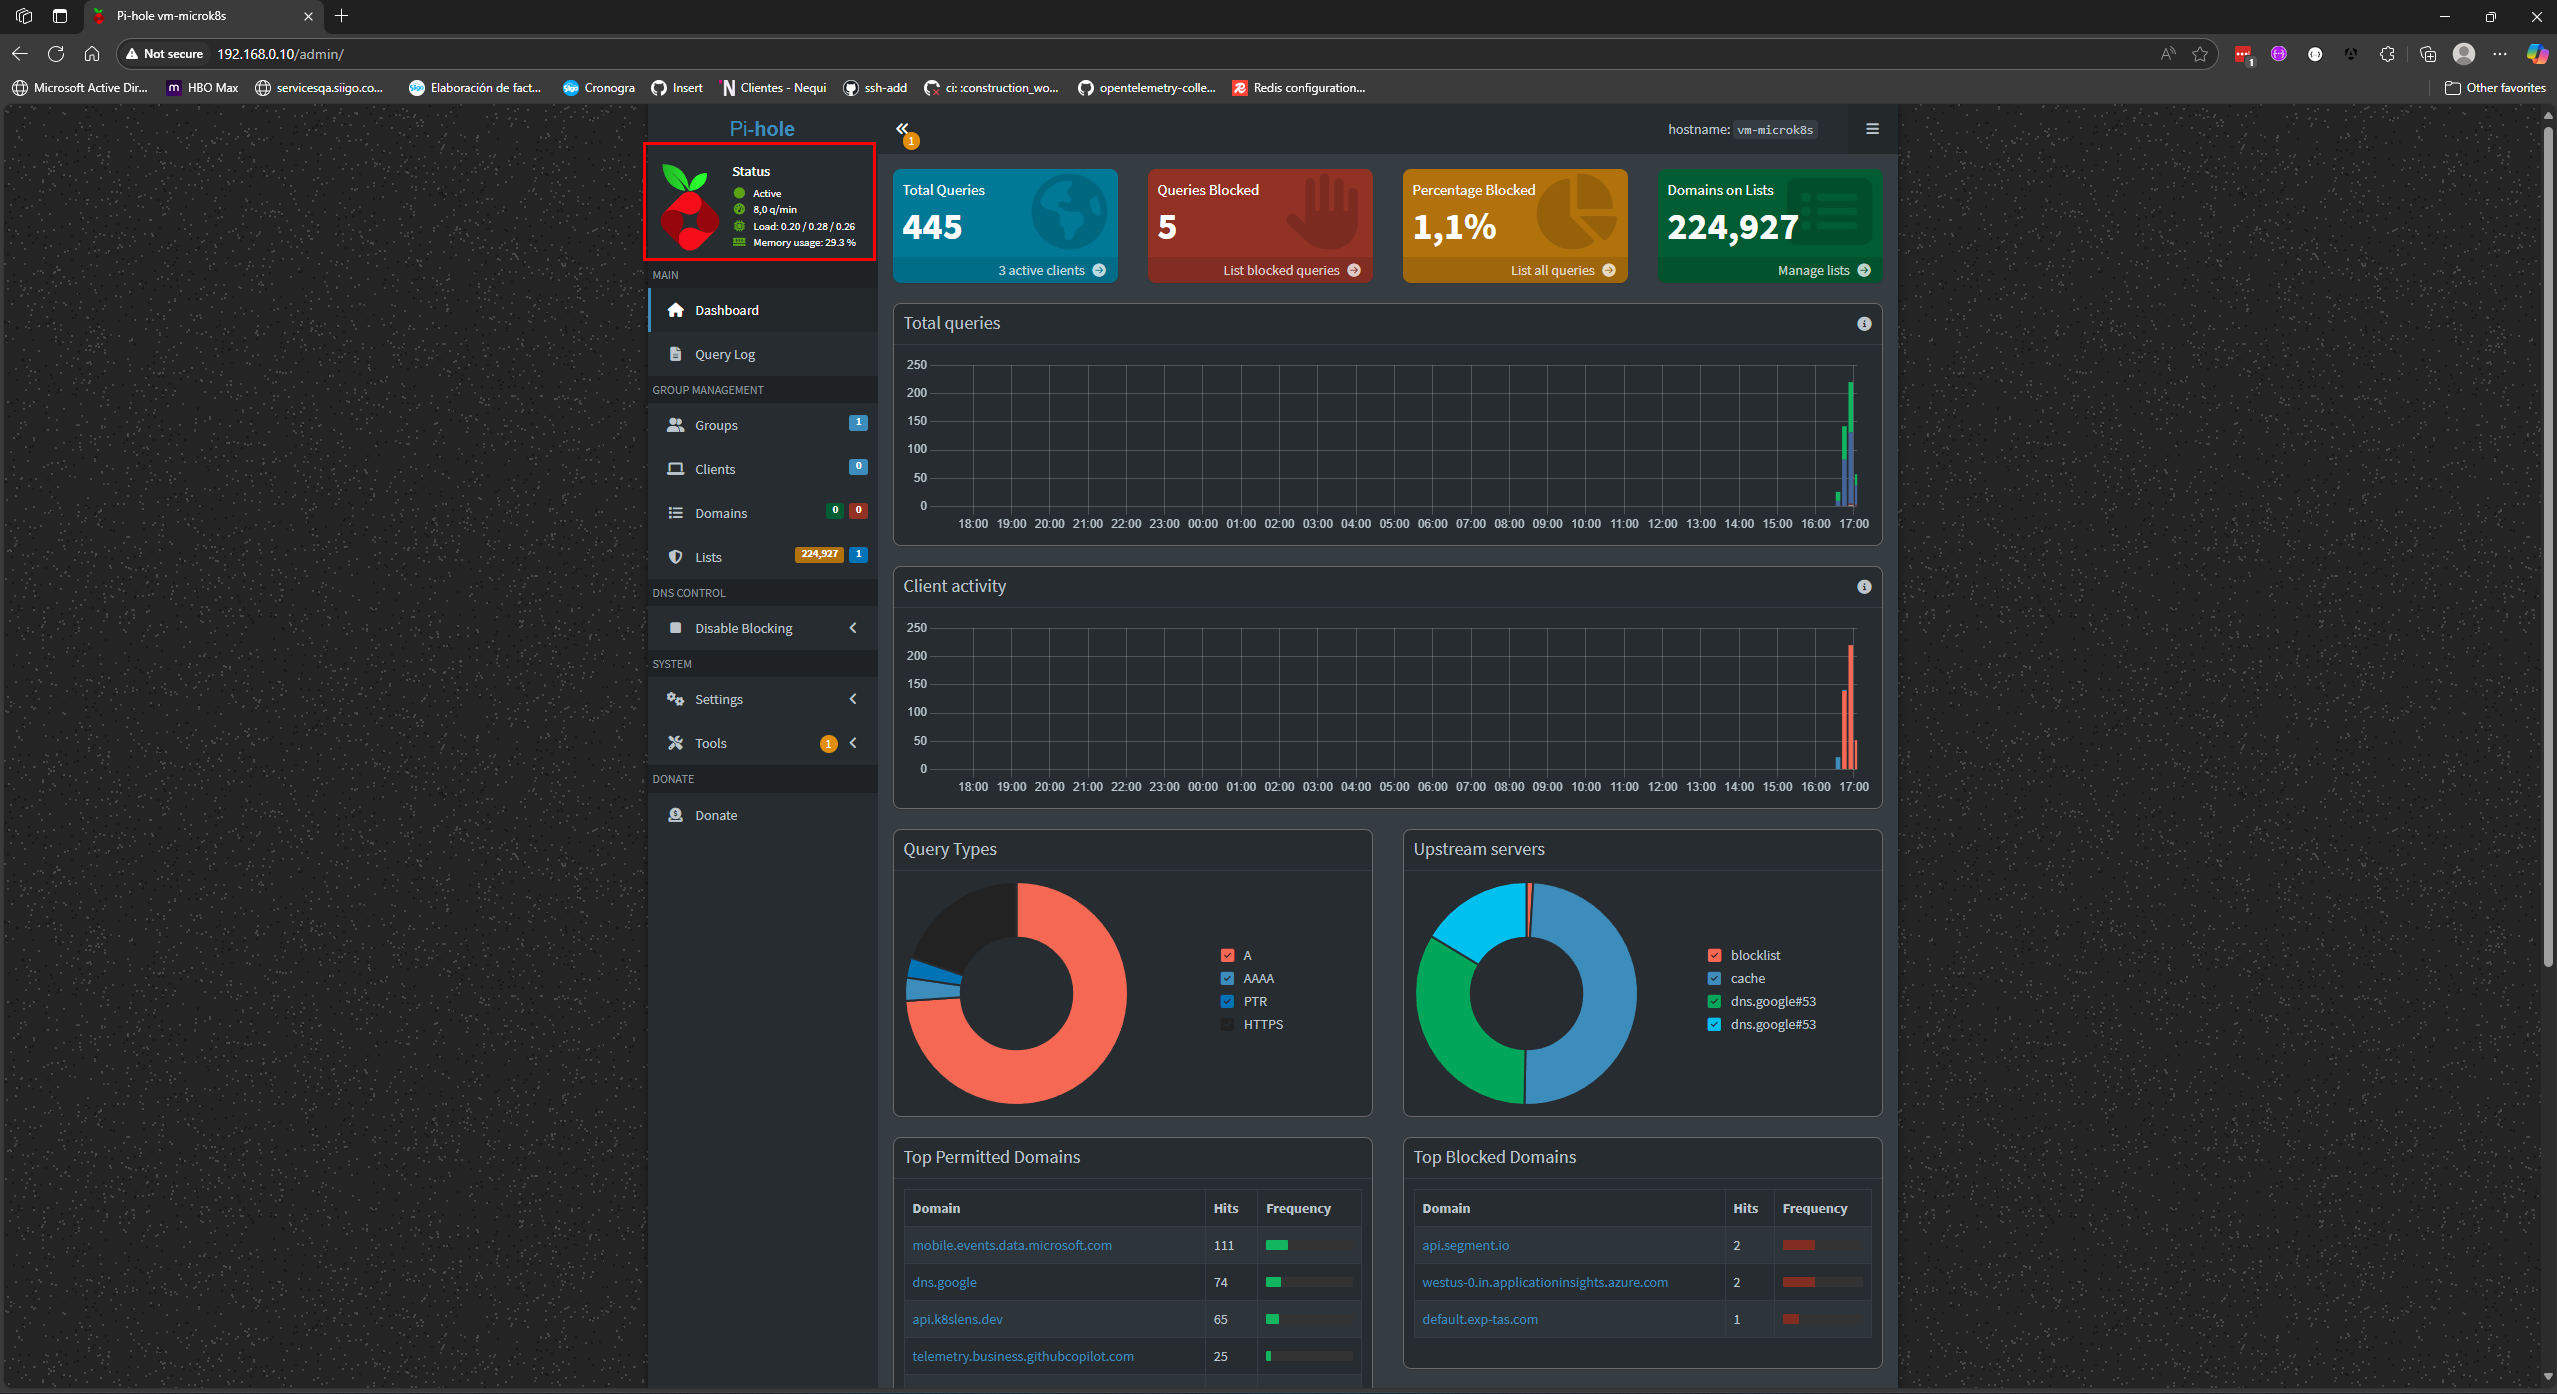 Pi-hole vm-microk8s
Not secure 192.168.0.10/admin/
1
Microsoft Active Dir...
HBO Max
servicesqa.siigo.co...
Elaboración de fact...
Cronogra
Insert
Clientes - Nequi
ssh-add
ci: :construction_wo...
opentelemetry-colle...
Redis configuration...
Other favorites
Pi-hole
1
hostname: vm-microk8s
Status
Active
8,0 q/min
Load: 0.20 / 0.28 / 0.26
Memory usage: 29.3 %
MAIN
Dashboard
Query Log
GROUP MANAGEMENT
Groups 1
Clients 0
Domains 0 0
Lists 224,927 1
DNS CONTROL
Disable Blocking
SYSTEM
Settings
Tools 1
DONATE
Donate
Total Queries
445
3 active clients
Queries Blocked
5
List blocked queries
Percentage Blocked
1,1%
List all queries
Domains on Lists
224,927
Manage lists
Total queries
250
200
150
100
50
0
18:00 19:00 20:00 21:00 22:00 23:00 00:00 01:00 02:00 03:00 04:00 05:00 06:00 07:00 08:00 09:00 10:00 11:00 12:00 13:00 14:00 15:00 16:00 17:00
Client activity
250
200
150
100
50
0
18:00 19:00 20:00 21:00 22:00 23:00 00:00 01:00 02:00 03:00 04:00 05:00 06:00 07:00 08:00 09:00 10:00 11:00 12:00 13:00 14:00 15:00 16:00 17:00
Query Types
A
AAAA
PTR
HTTPS
Upstream servers
blocklist
cache
dns.google#53
dns.google#53
Top Permitted Domains
Domain Hits Frequency
mobile.events.data.microsoft.com 111
dns.google 74
api.k8slens.dev 65
telemetry.business.githubcopilot.com 25
Top Blocked Domains
Domain Hits Frequency
api.segment.io 2
westus-0.in.applicationinsights.azure.com 2
default.exp-tas.com 1